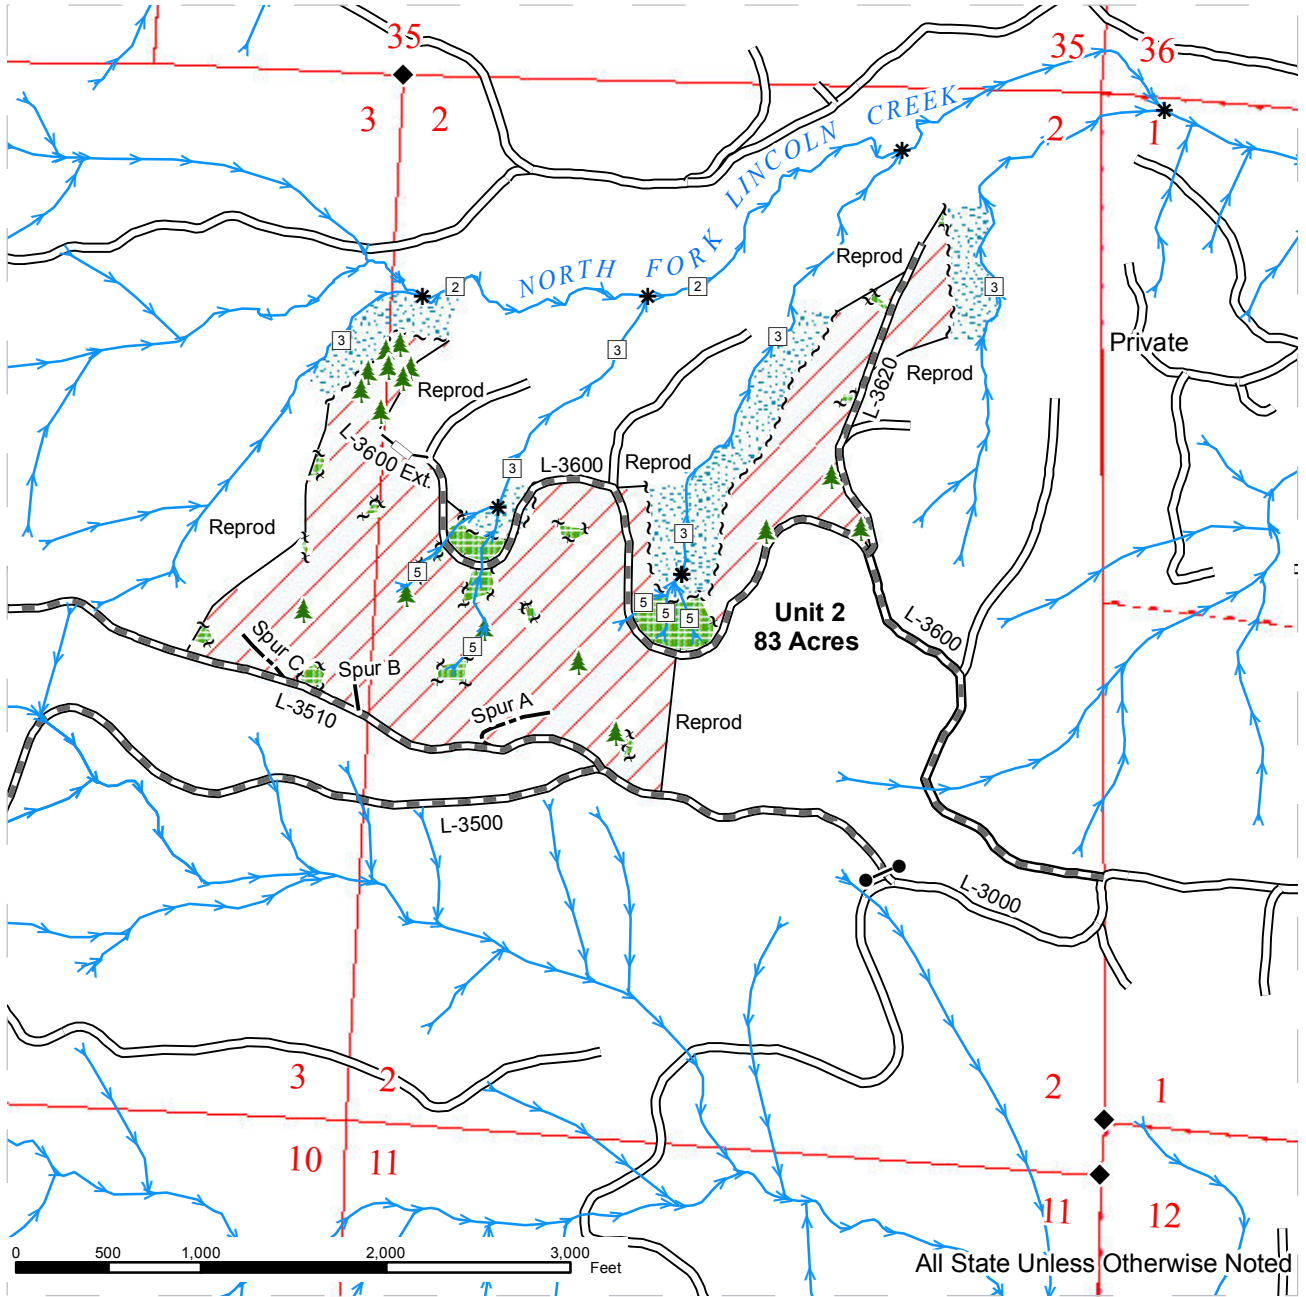 35
35
36
3
2
2
1
NORTH FORK LINCOLN CREEK
2
2
3
3
3
3
3
3
5
5
5
5
5
Reprod
Reprod
Reprod
Reprod
Reprod
Reprod
Private
L-3620
L-3600 Ext.
L-3600
Unit 2
83 Acres
L-3600
Spur C
Spur B
Spur A
L-3510
L-3500
L-3000
3
2
2
1
10
11
11
12
0
500
1,000
2,000
3,000
Feet
All State Unless Otherwise Noted